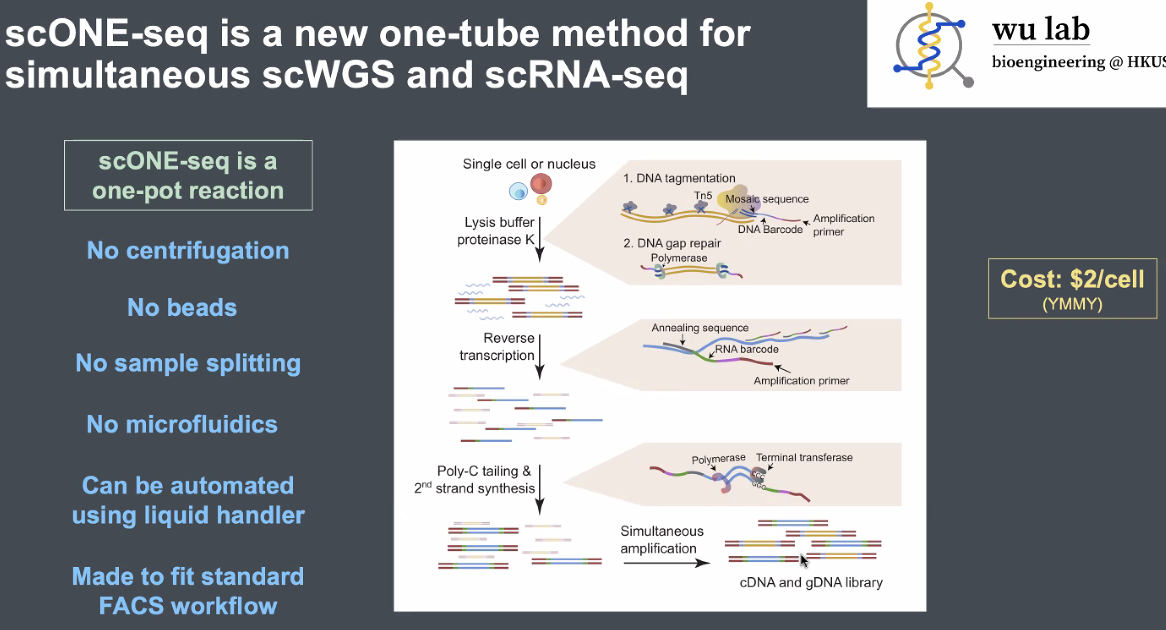 scONE-seq is a new one-tube method for
simultaneous scWGS and scRNA-seq
wu lab
bioengineering @ HKUS
scONE-seq is a
one-pot reaction
No centrifugation
No beads
No sample splitting
No microfluidics
Can be automated
using liquid handler
Made to fit standard
FACS workflow
Single cell or nucleus
Lysis buffer
proteinase K
1. DNA tagmentation
Tn5
Mosaic sequence
DNA Barcode
Amplification
primer
2. DNA gap repair
Polymerase
Reverse
transcription
Annealing sequence
RNA barcode
Amplification primer
Poly-C tailing &
2nd strand synthesis
Polymerase
Terminal transferase
Simultaneous
amplification
cDNA and gDNA library
Cost: $2/cell
(YMMY)